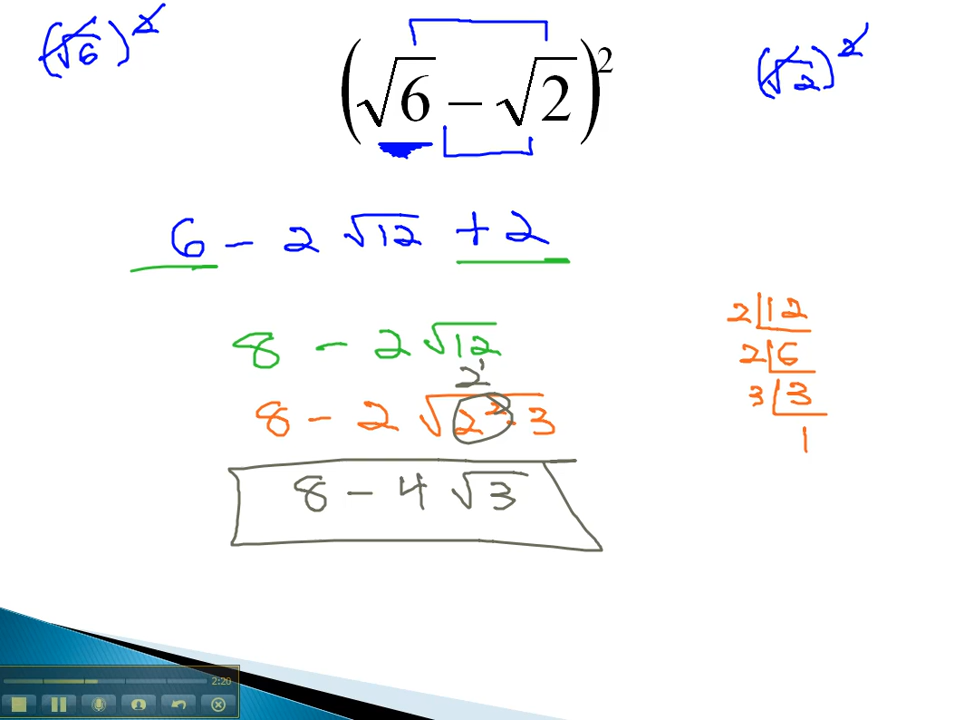 (√6)²
(√6 − √2)²
(√2)²
6 − 2 √12 + 2
8 − 2 √12
2¹
8 − 2 √2² · 3
8 − 4 √3
2 | 12
2 | 6
3 | 3
1
2:20